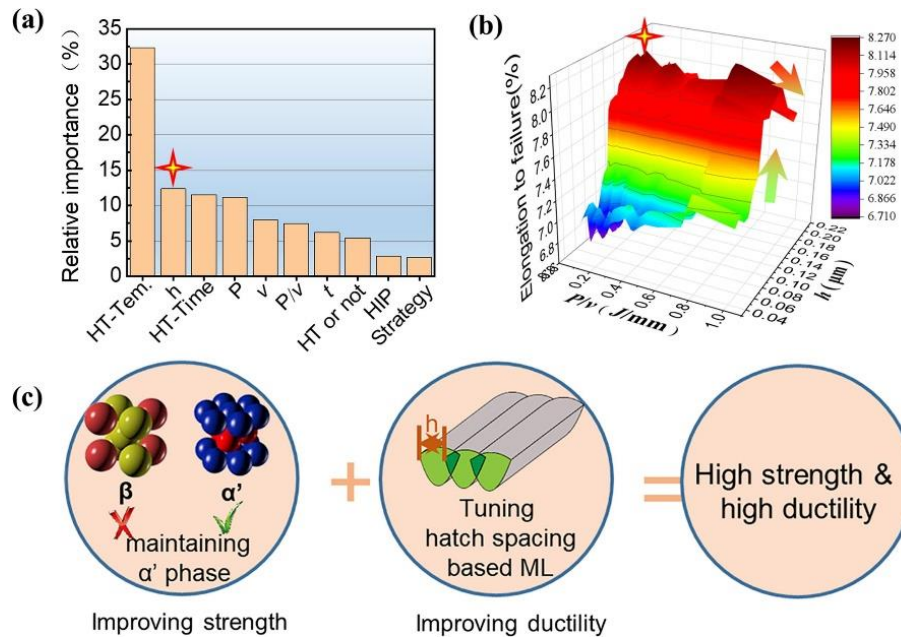 (a)
Relative importance (%)
35
30
25
20
15
10
5
0
HT-Tem.
h
HT-Time
P
v
P/v
t
HT or not
HIP
Strategy
(b)
Elongation to failure(%)
8.2
8.0
7.8
7.6
7.4
7.2
7.0
6.8
0.2
0.4
0.6
0.8
1.0
P/v ( J/mm)
0.22
0.20
0.18
0.16
0.14
0.12
0.10
0.08
0.06
0.04
h ( μm)
8.270
8.114
7.958
7.802
7.646
7.490
7.334
7.178
7.022
6.866
6.710
(c)
β
α’
maintaining
α’ phase
Improving strength
+
h
Tuning
hatch spacing
based ML
Improving ductility
=
High strength &
high ductility